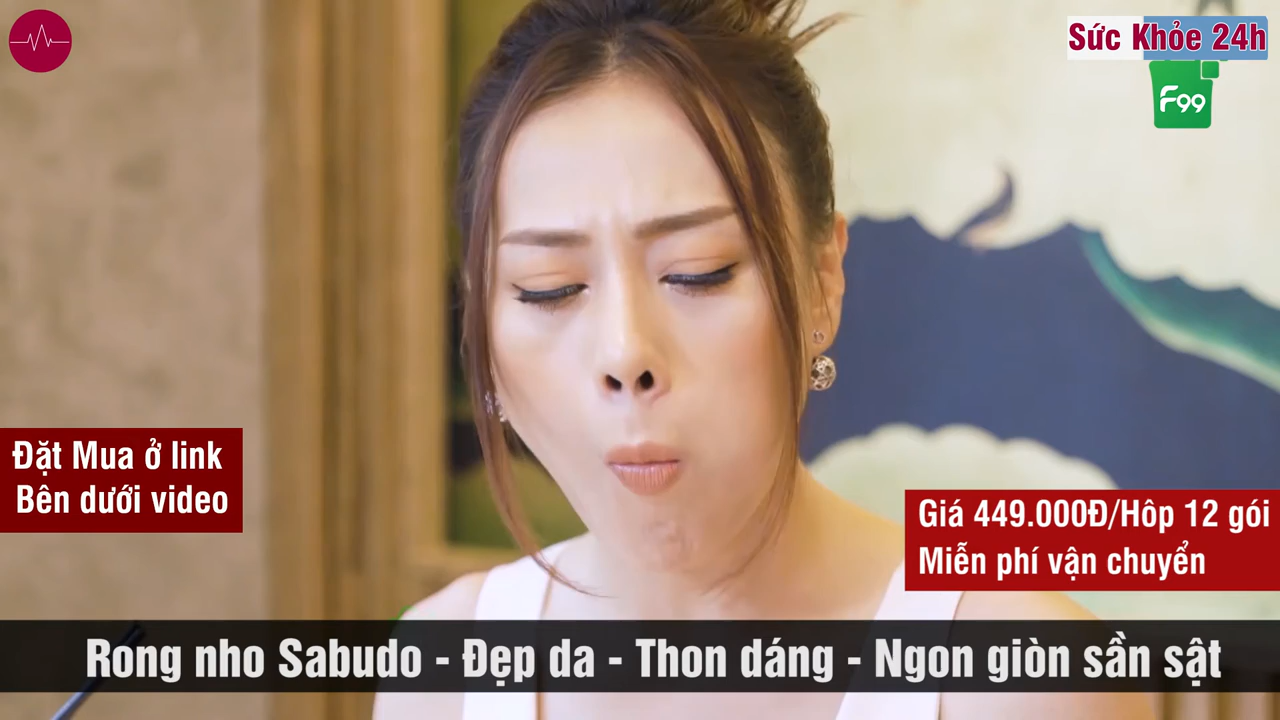 Sức Khỏe 24h
F99
Đặt Mua ở link
Bên dưới video
Giá 449.000Đ/Hôp 12 gói
Miễn phí vận chuyển
Rong nho Sabudo - Đẹp da - Thon dáng - Ngon giòn sần sật